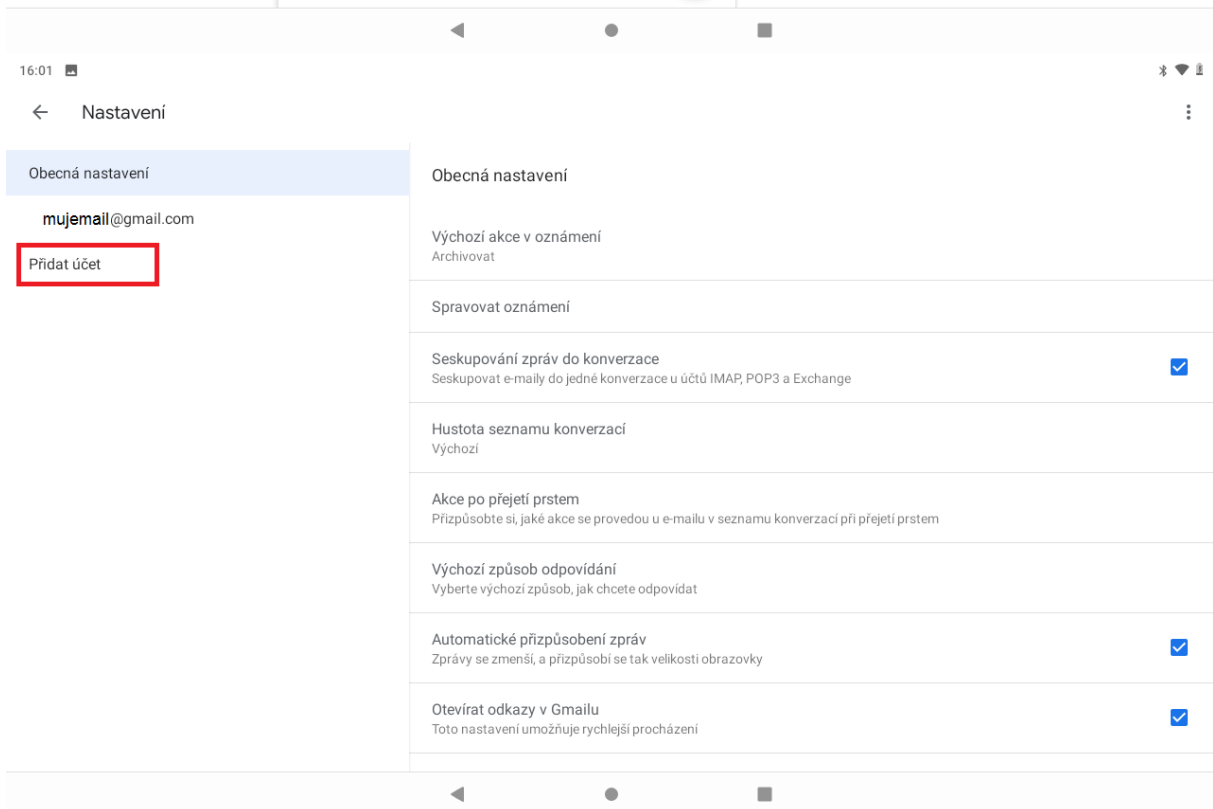 16:01
Nastavení
Obecná nastavení
mujemail@gmail.com
Přidat účet
Obecná nastavení
Výchozí akce v oznámení
Archivovat
Spravovat oznámení
Seskupování zpráv do konverzace
Seskupovat e-maily do jedné konverzace u účtů IMAP, POP3 a Exchange
Hustota seznamu konverzací
Výchozí
Akce po přejetí prstem
Přizpůsobte si, jaké akce se provedou u e-mailu v seznamu konverzací při přejetí prstem
Výchozí způsob odpovídání
Vyberte výchozí způsob, jak chcete odpovídat
Automatické přizpůsobení zpráv
Zprávy se zmenší, a přizpůsobí se tak velikosti obrazovky
Otevírat odkazy v Gmailu
Toto nastavení umožňuje rychlejší procházení